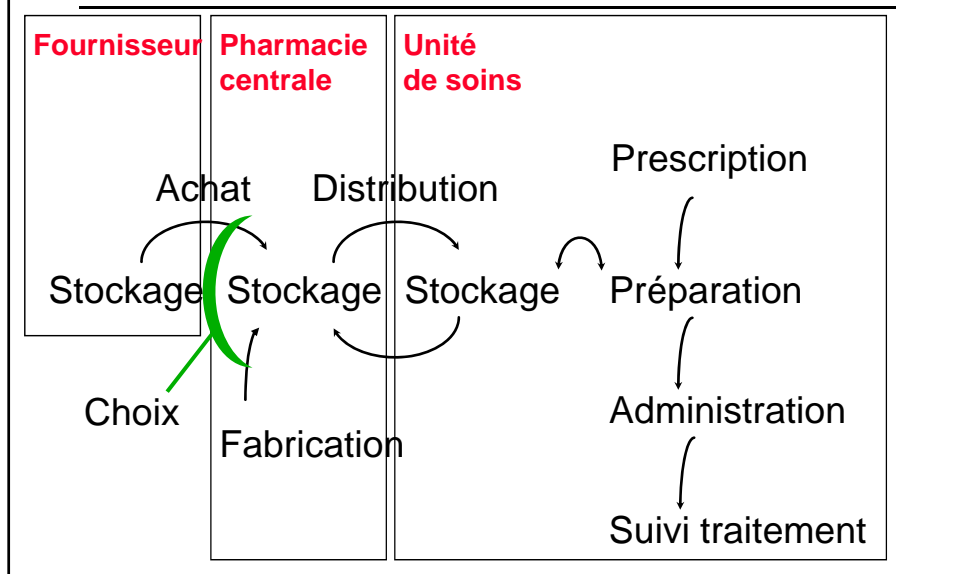 Fournisseur
Pharmacie
centrale
Unité
de soins
Prescription
Achat
Distribution
Stockage
Stockage
Stockage
Préparation
Choix
Fabrication
Administration
Suivi traitement